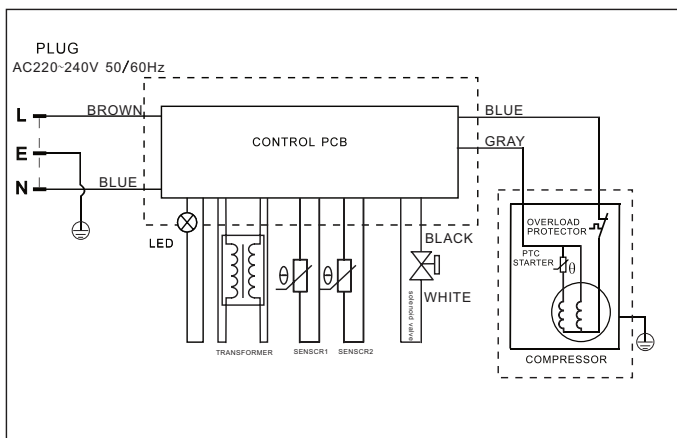 PLUG
AC220~240V 50/60Hz
L
BROWN
BLUE
CONTROL PCB
GRAY
E
N
BLUE
OVERLOAD
PROTECTOR
LED
BLACK
PTC
STARTER
θ
θ
θ
WHITE
solenoid valve
TRANSFORMER
SENSCR1
SENSCR2
COMPRESSOR